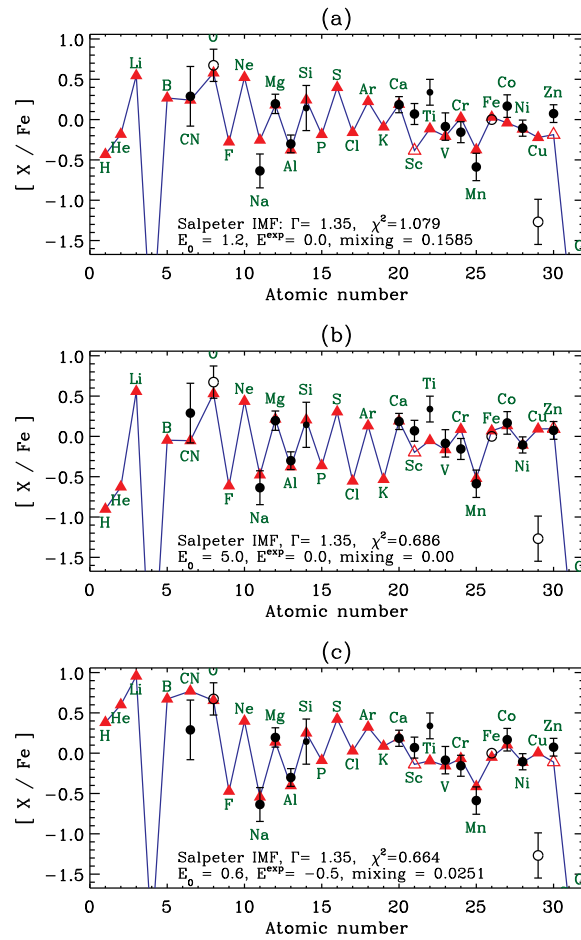 (a)
1.0
0.5
0.0
−0.5
−1.0
−1.5
[ X / Fe ]
H He Li B CN O F Ne Na Mg Al Si P S Cl Ar K Ca Sc Ti V Cr Mn Fe Co Ni Cu Zn
Salpeter IMF: Γ= 1.35, χ²=1.079
E₀ = 1.2, Eᵉˣᵖ= 0.0, mixing = 0.1585
0 5 10 15 20 25 30
Atomic number
(b)
1.0
0.5
0.0
−0.5
−1.0
−1.5
[ X / Fe ]
H He Li B CN O F Ne Na Mg Al Si P S Cl Ar K Ca Sc Ti V Cr Mn Fe Co Ni Cu Zn
Salpeter IMF, Γ= 1.35, χ²=0.686
E₀ = 5.0, Eᵉˣᵖ= 0.0, mixing = 0.00
0 5 10 15 20 25 30
Atomic number
(c)
1.0
0.5
0.0
−0.5
−1.0
−1.5
[ X / Fe ]
H He Li B CN O F Ne Na Mg Al Si P S Cl Ar K Ca Sc Ti V Cr Mn Fe Co Ni Cu Zn
Salpeter IMF, Γ= 1.35, χ²=0.664
E₀ = 0.6, Eᵉˣᵖ= −0.5, mixing = 0.0251
0 5 10 15 20 25 30
Atomic number